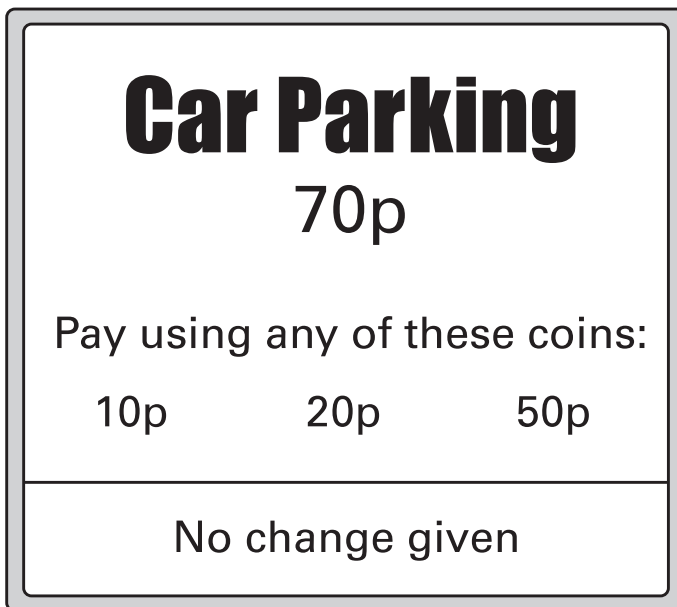 Car Parking
70p
Pay using any of these coins:
10p 20p 50p
No change given